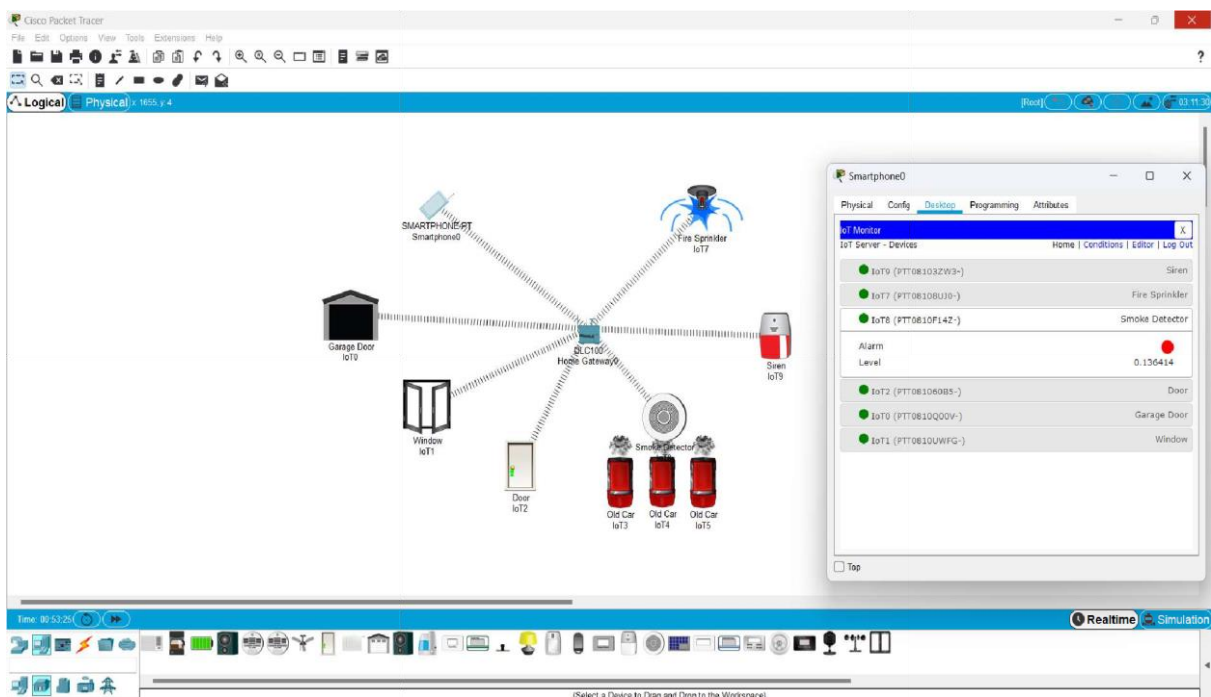 Cisco Packet Tracer
File Edit Options View Tools Extensions Help
?
Logical Physical x 1655, y:4 [Root] 03:11:30
SMARTPHONE-PT
Smartphone0
Fire Sprinkler
IoT7
Garage Door
IoT0
DLC100
Home Gateway0
Siren
IoT9
Window
IoT1
Door
IoT2
Smoke Detector
Old Car
IoT3
Old Car
IoT4
Old Car
IoT5
Smartphone0
Physical Config Desktop Programming Attributes
IoT Monitor X
IoT Server - Devices Home | Conditions | Editor | Log Out
IoT9 (PTT08103ZW3-) Siren
IoT7 (PTT0810BUJ0-) Fire Sprinkler
IoT8 (PTT0810F14Z-) Smoke Detector
Alarm
Level 0.136414
IoT2 (PTT081060B5-) Door
IoT0 (PTT0810Q00V-) Garage Door
IoT1 (PTT0810UWFG-) Window
Top
Time: 00:53:25 Realtime Simulation
(Select a Device to Drag and Drop to the Workspace)